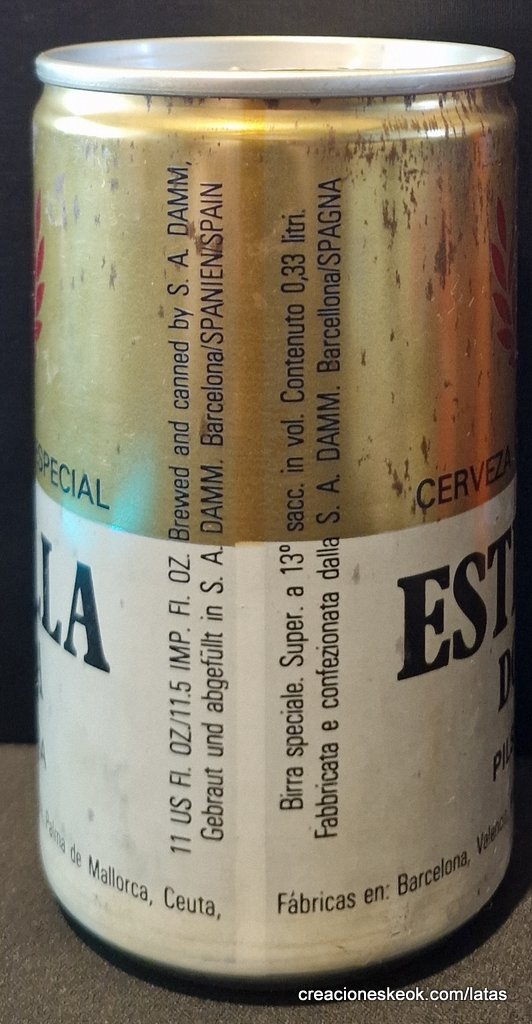 SPECIAL
CERVEZA
11 US Fl. OZ/11.5 IMP. Fl. OZ. Brewed and canned by S. A. DAMM,
Gebraut und abgefüllt in S. A. DAMM. Barcelona/SPANIEN/SPAIN
Birra speciale. Super. a 13º sacc. in vol. Contenuto 0,33 litri.
Fabbricata e confezionata dalla S. A. DAMM. Barcellona/SPAGNA
LLA
EST
PILS
Palma de Mallorca, Ceuta,
Fábricas en: Barcelona,
creacioneskeok.com/latas